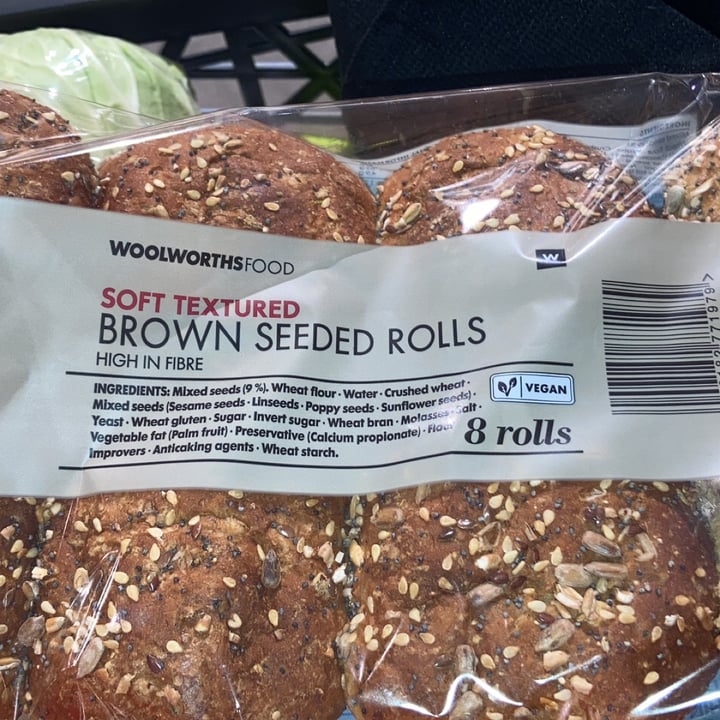 WOOLWORTHSFOOD
W
SOFT TEXTURED
BROWN SEEDED ROLLS
HIGH IN FIBRE
INGREDIENTS: Mixed seeds (9 %). Wheat flour · Water · Crushed wheat ·
Mixed seeds (Sesame seeds · Linseeds · Poppy seeds · Sunflower seeds) ·
Yeast · Wheat gluten · Sugar · Invert sugar · Wheat bran · Molasses · Salt ·
Vegetable fat (Palm fruit) · Preservative (Calcium propionate) · Flour
Improvers · Anticaking agents · Wheat starch.
VEGAN
8 rolls
771979>